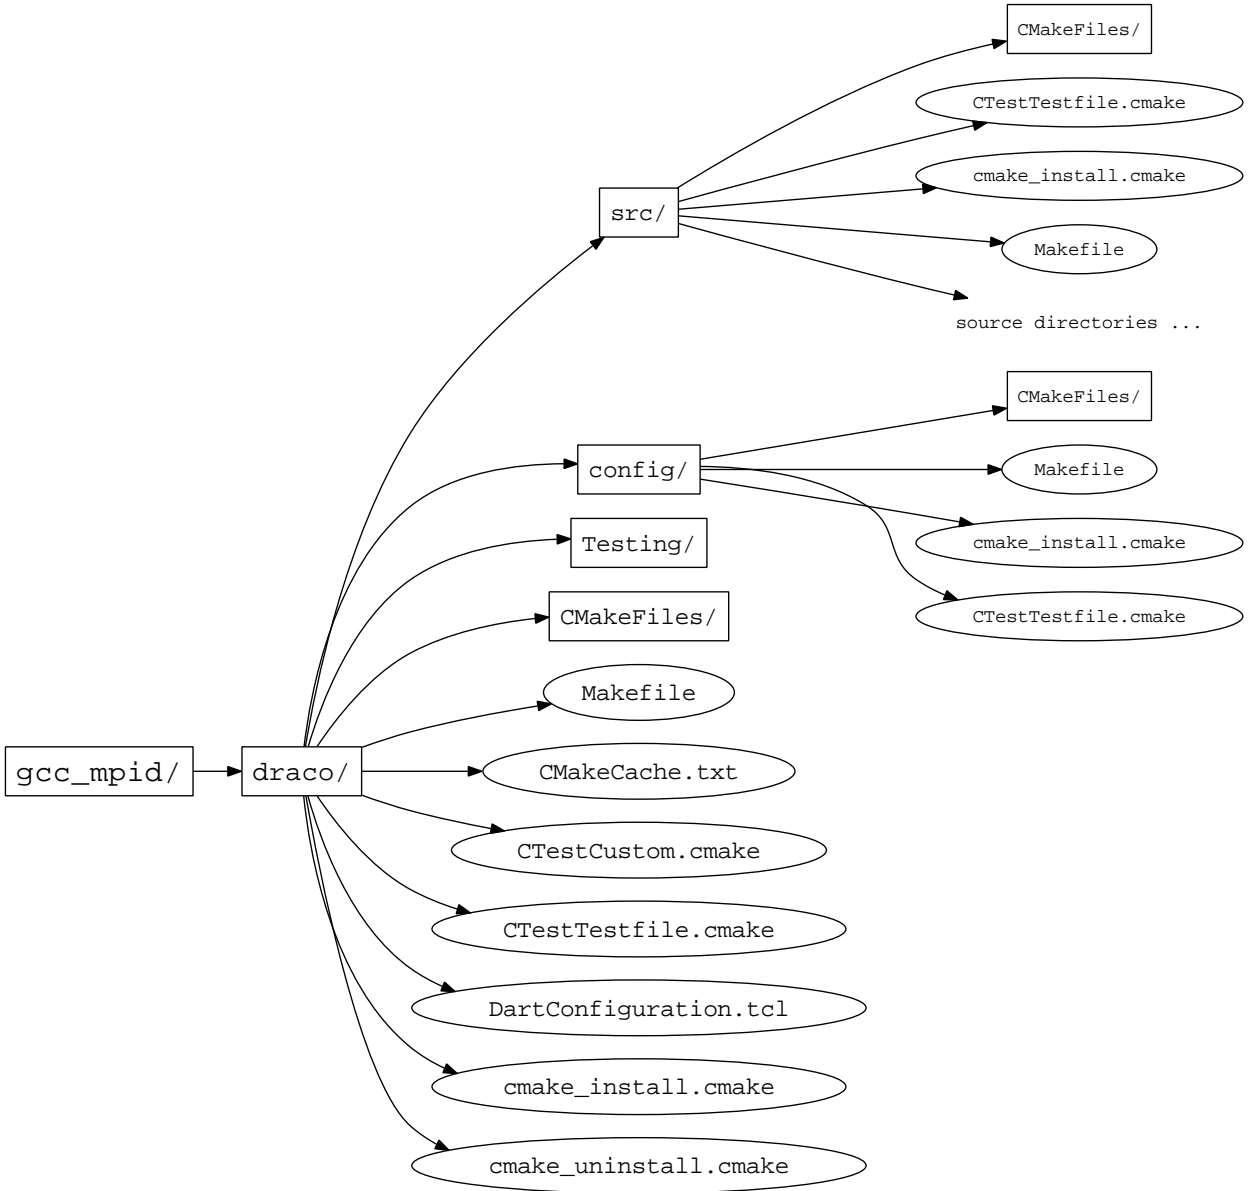 CMakeFiles/
CTestTestfile.cmake
cmake_install.cmake
src/
Makefile
source directories ...
CMakeFiles/
config/
Makefile
Testing/
cmake_install.cmake
CMakeFiles/
CTestTestfile.cmake
Makefile
gcc_mpid/
draco/
CMakeCache.txt
CTestCustom.cmake
CTestTestfile.cmake
DartConfiguration.tcl
cmake_install.cmake
cmake_uninstall.cmake